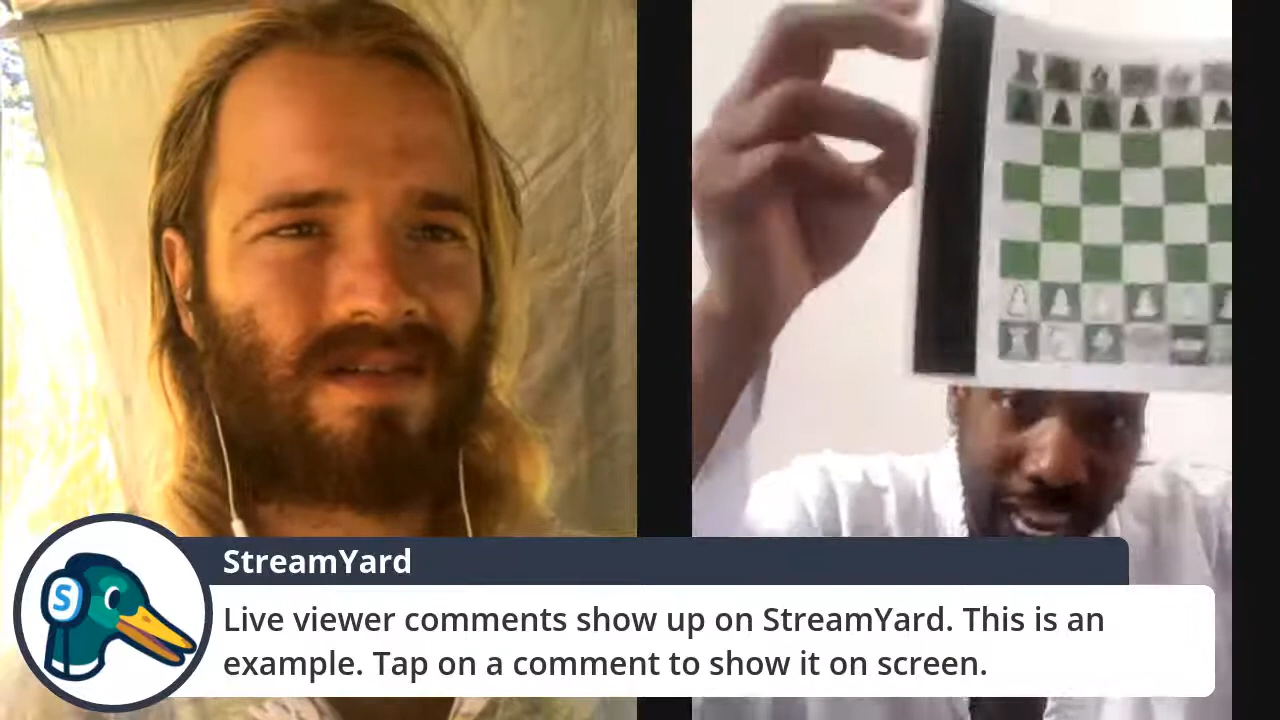 StreamYard
Live viewer comments show up on StreamYard. This is an
example. Tap on a comment to show it on screen.
S